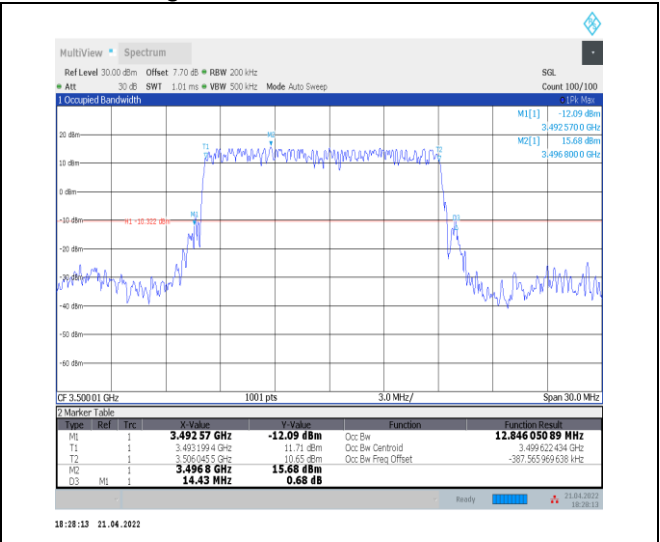 MultiView Spectrum
Ref Level 30.00 dBm Offset 7.70 dB RBW 200 kHz SGL
Att 30 dB SWT 1.01 ms VBW 500 kHz Mode Auto Sweep Count 100/100
1 Occupied Bandwidth 1Pk Max
M1[1] -12.09 dBm
3.492570 0 GHz
M2[1] 15.68 dBm
3.496 800 0 GHz
20 dBm
10 dBm
0 dBm
-10 dBm
-20 dBm
-30 dBm
-40 dBm
-50 dBm
-60 dBm
T1
M2
T2
M1
D3
H1 -10.322 dBm
CF 3.500 01 GHz 1001 pts 3.0 MHz/ Span 30.0 MHz
2 Marker Table
Type Ref Trc X-Value Y-Value Function Function Result
M1 1 3.492 57 GHz -12.09 dBm Occ Bw 12.846 050 89 MHz
T1 1 3.493199 4 GHz 11.71 dBm Occ Bw Centroid 3.499 622 434 GHz
T2 1 3.506045 5 GHz 10.65 dBm Occ Bw Freq Offset -387.565 969 638 kHz
M2 1 3.496 8 GHz 15.68 dBm
D3 M1 1 14.43 MHz 0.68 dB
Ready 21.04.2022
18:28:13
18:28:13 21.04.2022